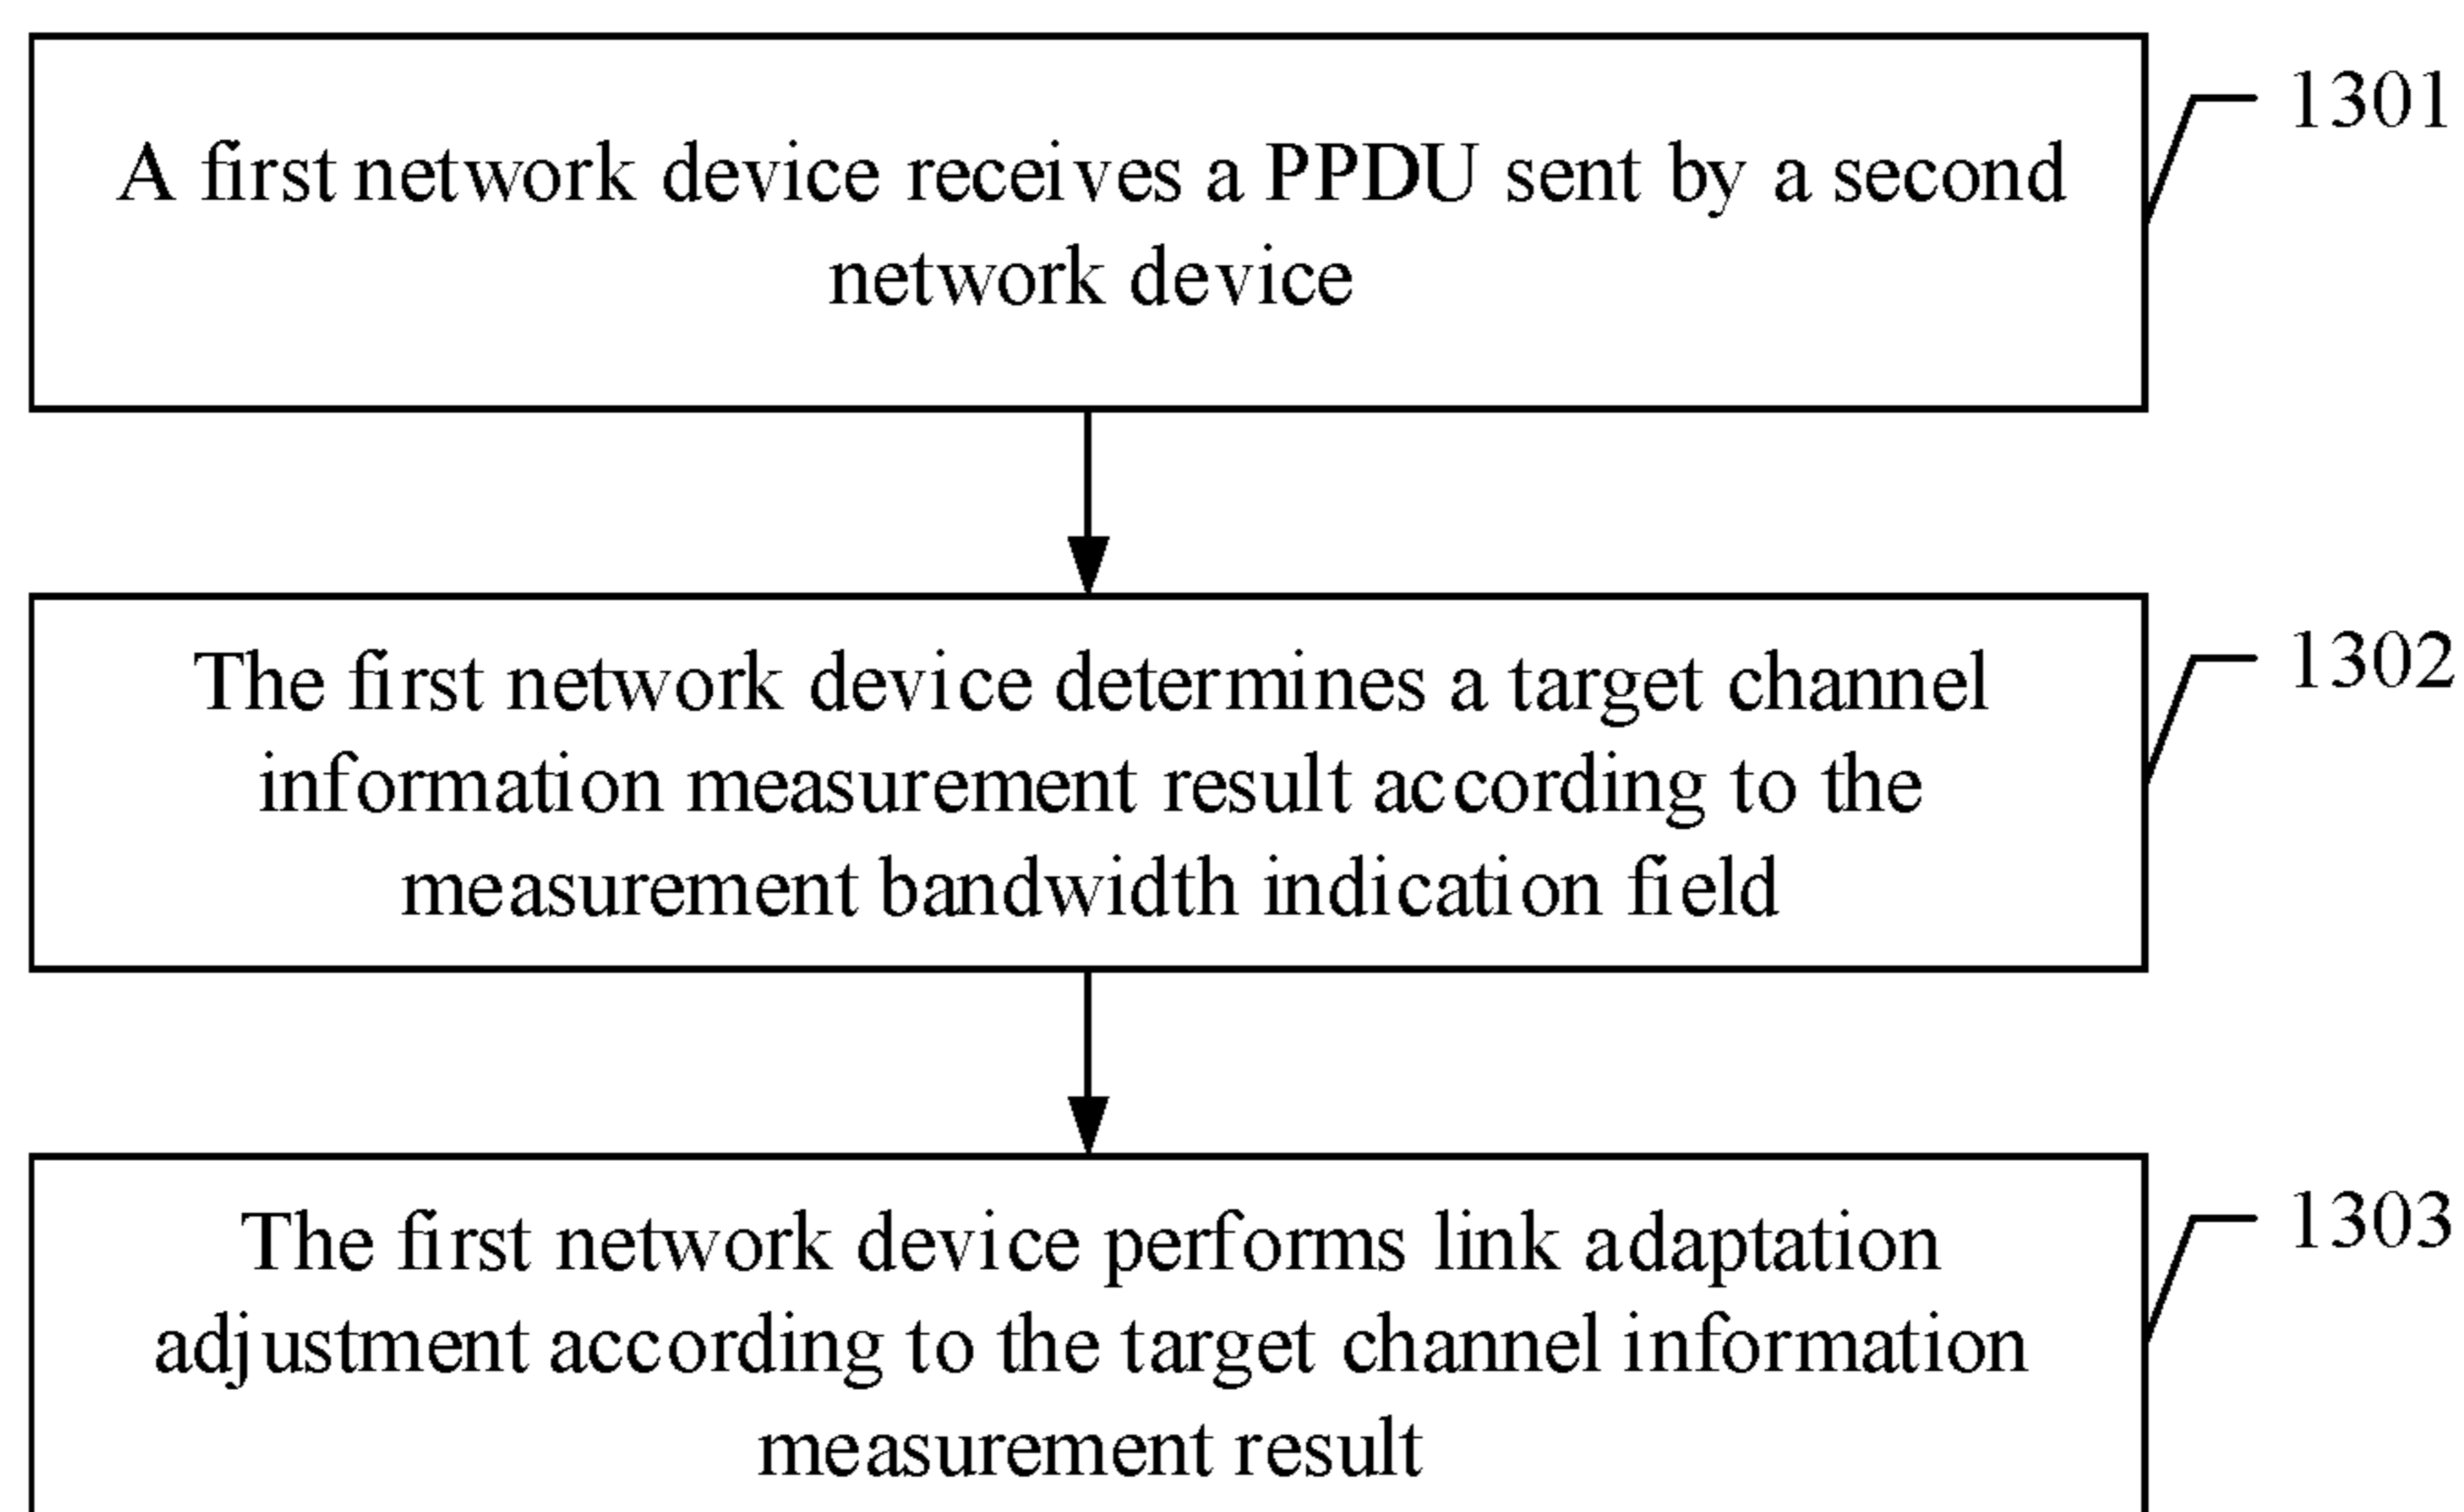 A first network device receives a PPDU sent by a second
network device
1301
The first network device determines a target channel
information measurement result according to the
measurement bandwidth indication field
1302
The first network device performs link adaptation
adjustment according to the target channel information
measurement result
1303